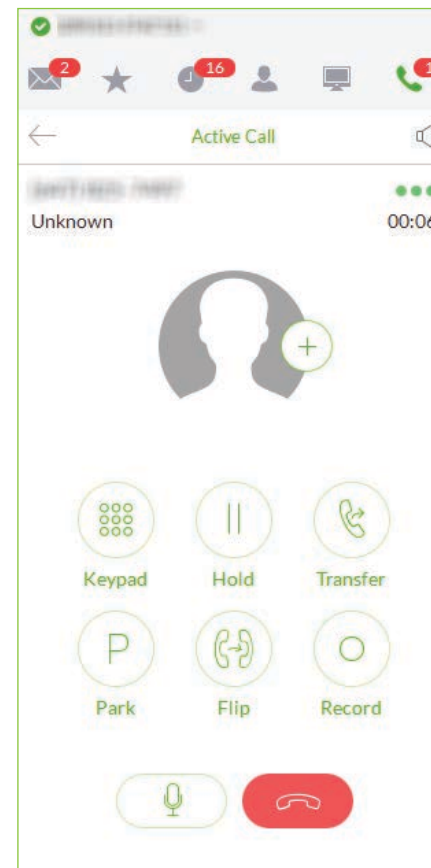 2
16
1
Active Call
Unknown
00:06
Keypad Hold Transfer
P
Park Flip Record